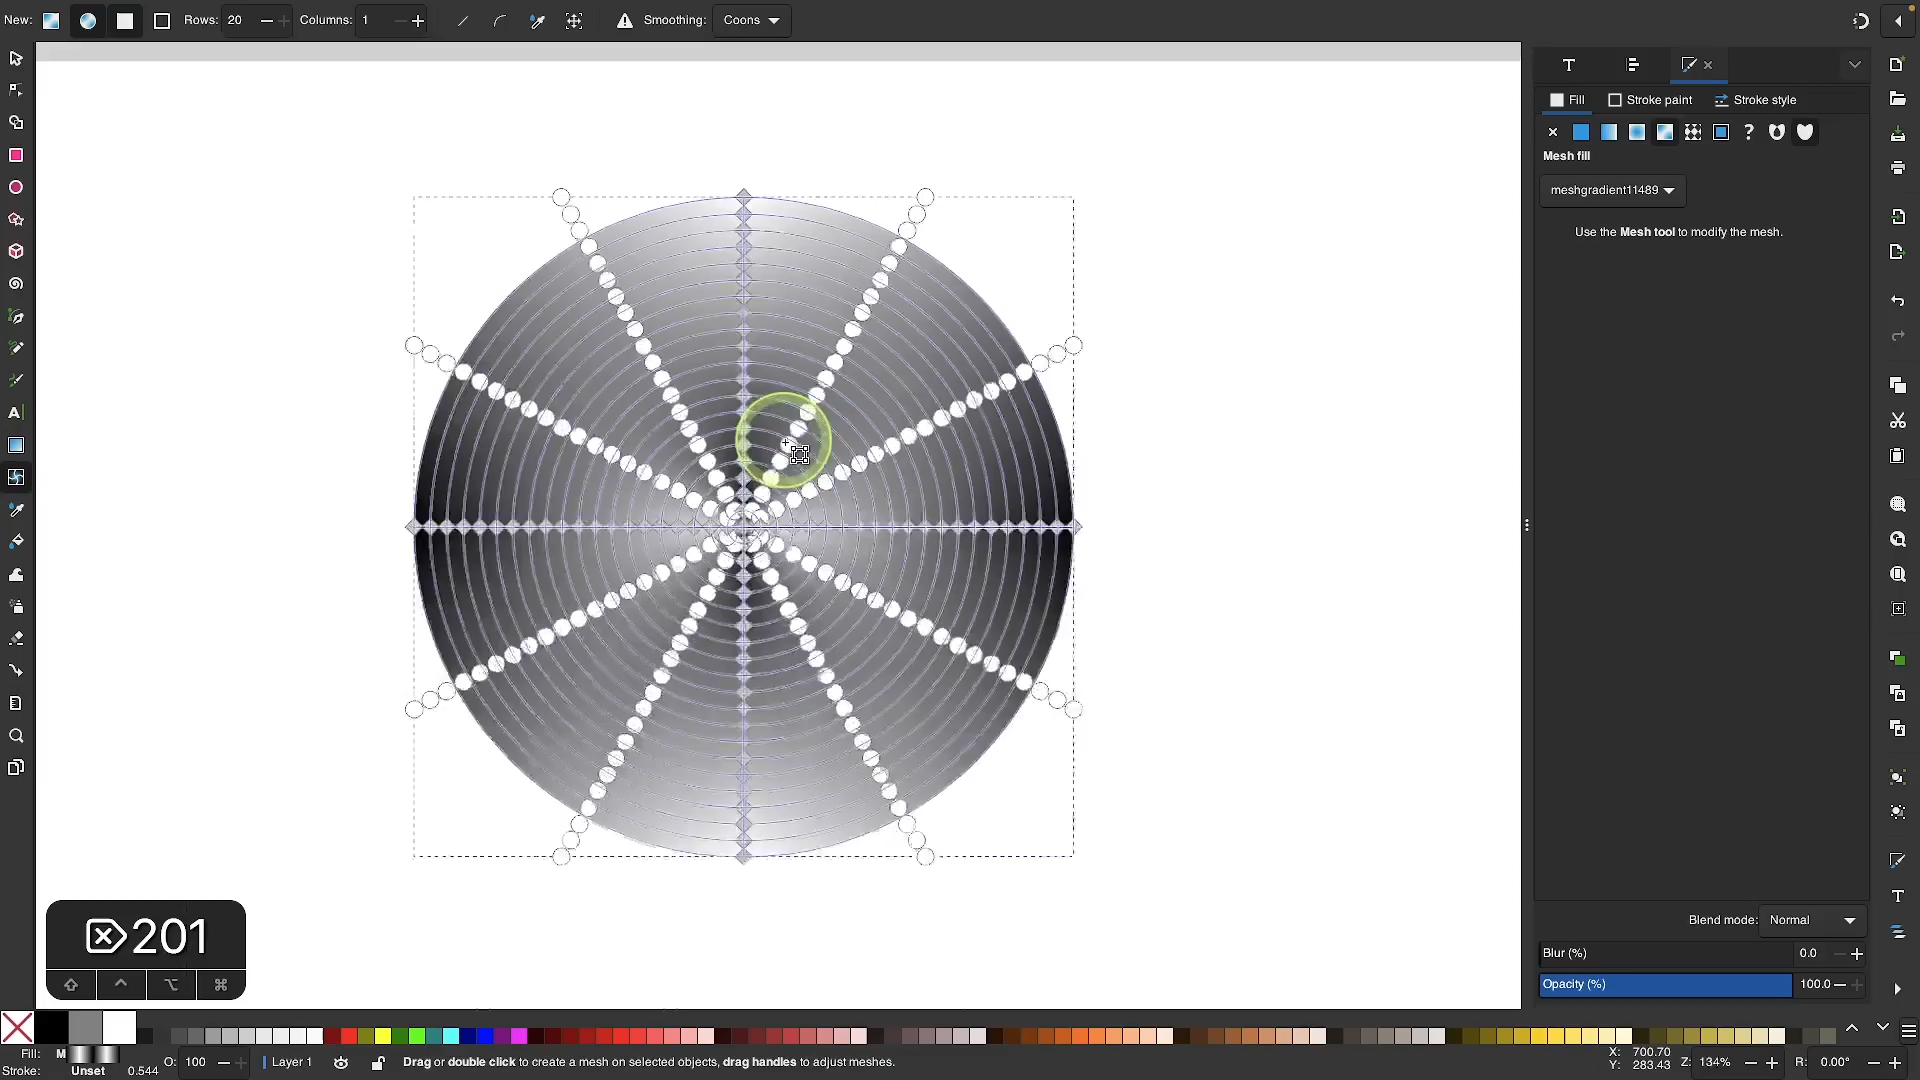 New:
Rows: 20
Columns: 1
Smoothing:
Coons
Fill
Stroke paint
Stroke style
Mesh fill
meshgradient11489
Use the Mesh tool to modify the mesh.
201
Blend mode:
Normal
Blur (%)
0.0
Opacity (%)
100.0
Fill:
M
Stroke:
Unset
0.544
O: 100
Layer 1
Drag or double click to create a mesh on selected objects, drag handles to adjust meshes.
X: 700.70
Y: 283.43
Z: 134%
R: 0.00°